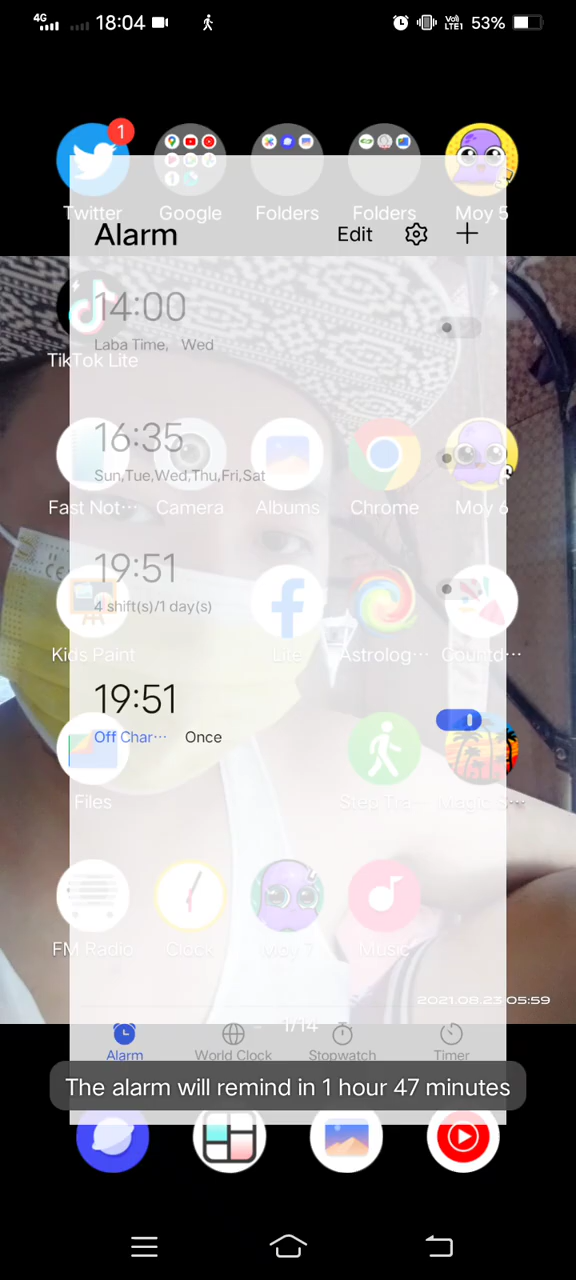 4G 18:04 VoLTE1 53%
1
Twitter Google Folders Folders Moy 5
Alarm Edit
14:00
Laba Time, Wed
TikTok Lite
16:35
Sun,Tue,Wed,Thu,Fri,Sat
Fast Not··· Camera Albums Chrome Moy 6
19:51
4 shift(s)/1 day(s)
Kids Paint Lite Astrolog··· Countd···
19:51
Off Char··· Once
Files Step Tra··· Magic S···
FM Radio Clock Moy 7 Music
2021.08.23 05:59
1/14
Alarm World Clock Stopwatch Timer
The alarm will remind in 1 hour 47 minutes